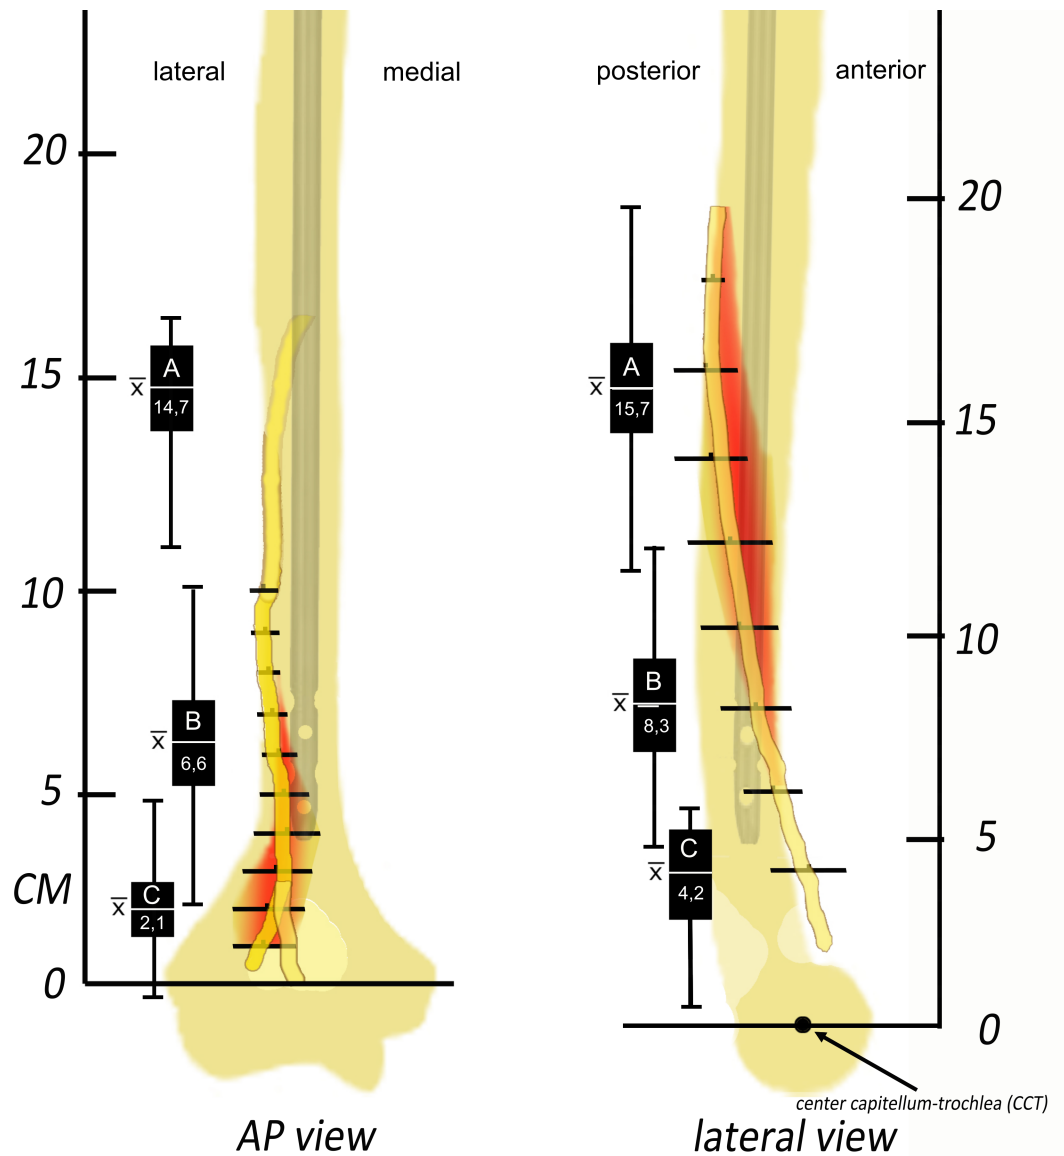 lateral
medial
posterior
anterior
20
15
10
5
CM
0
A
x̅
14,7
B
x̅
6,6
C
x̅
2,1
20
15
10
5
0
A
x̅
15,7
B
x̅
8,3
C
x̅
4,2
center capitellum-trochlea (CCT)
AP view
lateral view